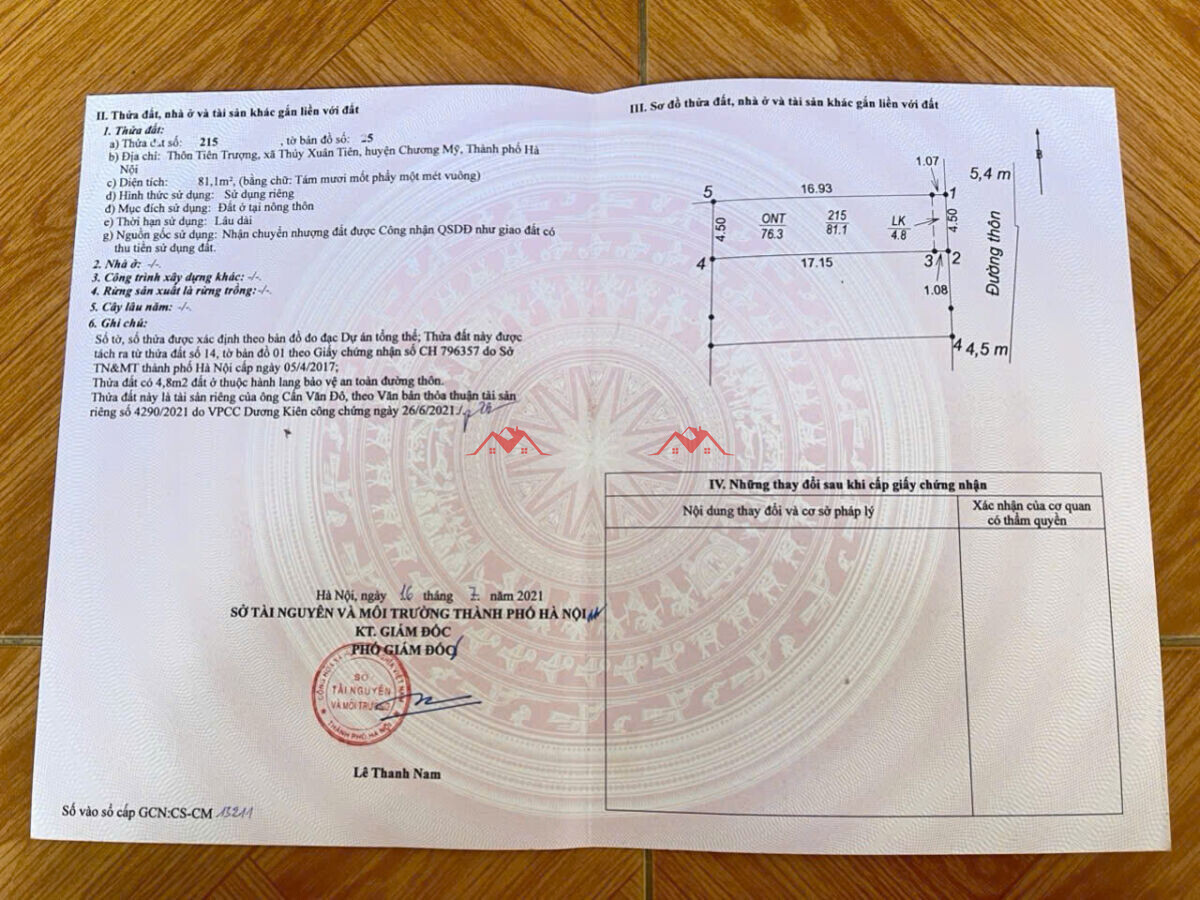 II. Thửa đất, nhà ở và tài sản khác gắn liền với đất
1. Thửa đất:
a) Thửa đất số: 215 , tờ bản đồ số: 25
b) Địa chỉ: Thôn Tiên Trượng, xã Thủy Xuân Tiên, huyện Chương Mỹ, Thành phố Hà
Nội
c) Diện tích: 81,1m², (bằng chữ: Tám mươi mốt phẩy một mét vuông)
d) Hình thức sử dụng: Sử dụng riêng
đ) Mục đích sử dụng: Đất ở tại nông thôn
e) Thời hạn sử dụng: Lâu dài
g) Nguồn gốc sử dụng: Nhận chuyển nhượng đất được Công nhận QSDĐ như giao đất có
thu tiền sử dụng đất.
2. Nhà ở: -/-.
3. Công trình xây dựng khác: -/-.
4. Rừng sản xuất là rừng trồng: -/-.
5. Cây lâu năm: -/-.
6. Ghi chú:
Số tờ, số thửa được xác định theo bản đồ đo đạc Dự án tổng thể; Thửa đất này được
tách ra từ thửa đất số 14, tờ bản đồ 01 theo Giấy chứng nhận số CH 796357 do Sở
TN&MT thành phố Hà Nội cấp ngày 05/4/2017;
Thửa đất có 4,8m2 đất ở thuộc hành lang bảo vệ an toàn đường thôn.
Thửa đất này là tài sản riêng của ông Cấn Văn Đô, theo Văn bản thỏa thuận tài sản
riêng số 4290/2021 do VPCC Dương Kiên công chứng ngày 26/6/2021./.
Hà Nội, ngày 16 tháng 7 năm 2021
SỞ TÀI NGUYÊN VÀ MÔI TRƯỜNG THÀNH PHỐ HÀ NỘI
KT. GIÁM ĐỐC
PHÓ GIÁM ĐỐC
SỞ
TÀI NGUYÊN
VÀ MÔI TRƯỜNG
THÀNH PHỐ HÀ NỘI
Lê Thanh Nam
Số vào sổ cấp GCN:CS-CM 13211
III. Sơ đồ thửa đất, nhà ở và tài sản khác gắn liền với đất
B
1.07
5,4 m
5
16.93
1
4.50
ONT
76.3
215
81.1
LK
4.8
4.50
Đường thôn
4
17.15
3
2
1.08
4
4,5 m
IV. Những thay đổi sau khi cấp giấy chứng nhận
Nội dung thay đổi và cơ sở pháp lý
Xác nhận của cơ quan
có thẩm quyền